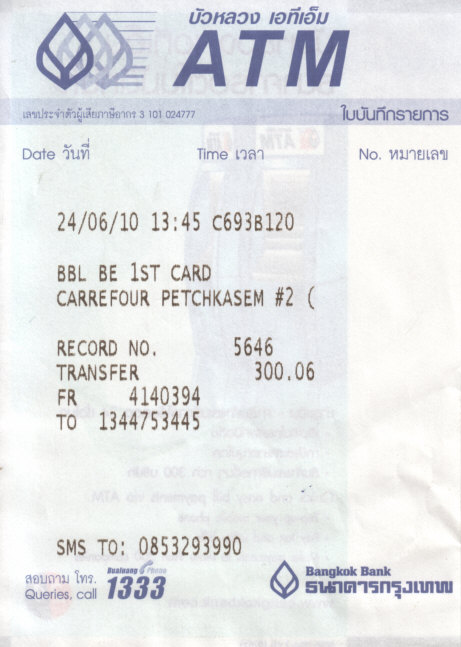 บัวหลวง เอทีเอ็ม
ATM
เลขประจำตัวผู้เสียภาษีอากร 3 101 024777
ใบบันทึกรายการ
Date วันที่ Time เวลา No. หมายเลข
24/06/10 13:45 C693B120
BBL BE 1ST CARD
CARREFOUR PETCHKASEM #2 (
RECORD NO. 5646
TRANSFER 300.06
FR 4140394
TO 1344753445
SMS TO: 0853293990
สอบถาม โทร.
Queries, call
Bualuang Phone
1333
Bangkok Bank
ธนาคารกรุงเทพ